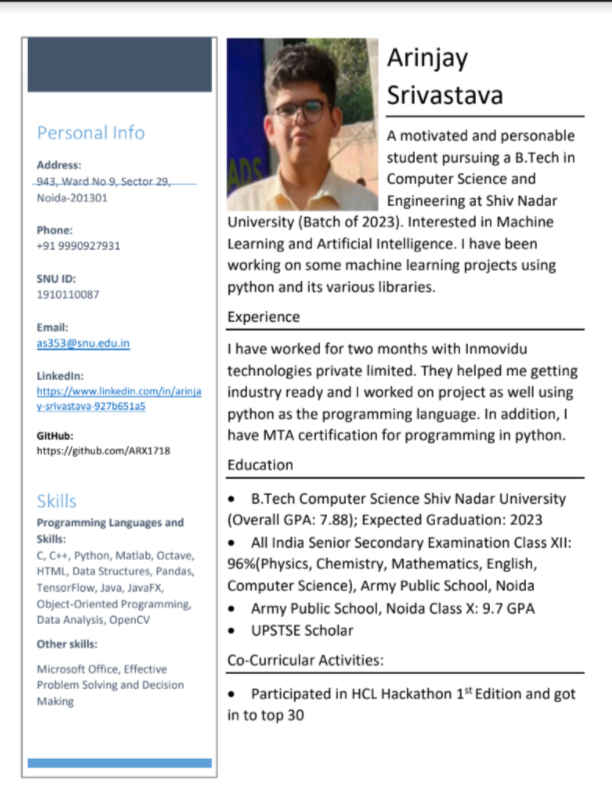 Personal Info
Address:
943, Ward No 9, Sector 29,
Noida-201301
Phone:
+91 9990927931
SNU ID:
1910110087
Email:
as353@snu.edu.in
LinkedIn:
https://www.linkedin.com/in/arinja
y-srivastava-927b651a5
GitHub:
https://github.com/ARX1718
Skills
Programming Languages and
Skills:
C, C++, Python, Matlab, Octave,
HTML, Data Structures, Pandas,
TensorFlow, Java, JavaFX,
Object-Oriented Programming,
Data Analysis, OpenCV
Other skills:
Microsoft Office, Effective
Problem Solving and Decision
Making
ADS
Arinjay
Srivastava
A motivated and personable
student pursuing a B.Tech in
Computer Science and
Engineering at Shiv Nadar
University (Batch of 2023). Interested in Machine
Learning and Artificial Intelligence. I have been
working on some machine learning projects using
python and its various libraries.
Experience
I have worked for two months with Inmovidu
technologies private limited. They helped me getting
industry ready and I worked on project as well using
python as the programming language. In addition, I
have MTA certification for programming in python.
Education
• B.Tech Computer Science Shiv Nadar University
(Overall GPA: 7.88); Expected Graduation: 2023
• All India Senior Secondary Examination Class XII:
96%(Physics, Chemistry, Mathematics, English,
Computer Science), Army Public School, Noida
• Army Public School, Noida Class X: 9.7 GPA
• UPSTSE Scholar
Co-Curricular Activities:
• Participated in HCL Hackathon 1st Edition and got
in to top 30